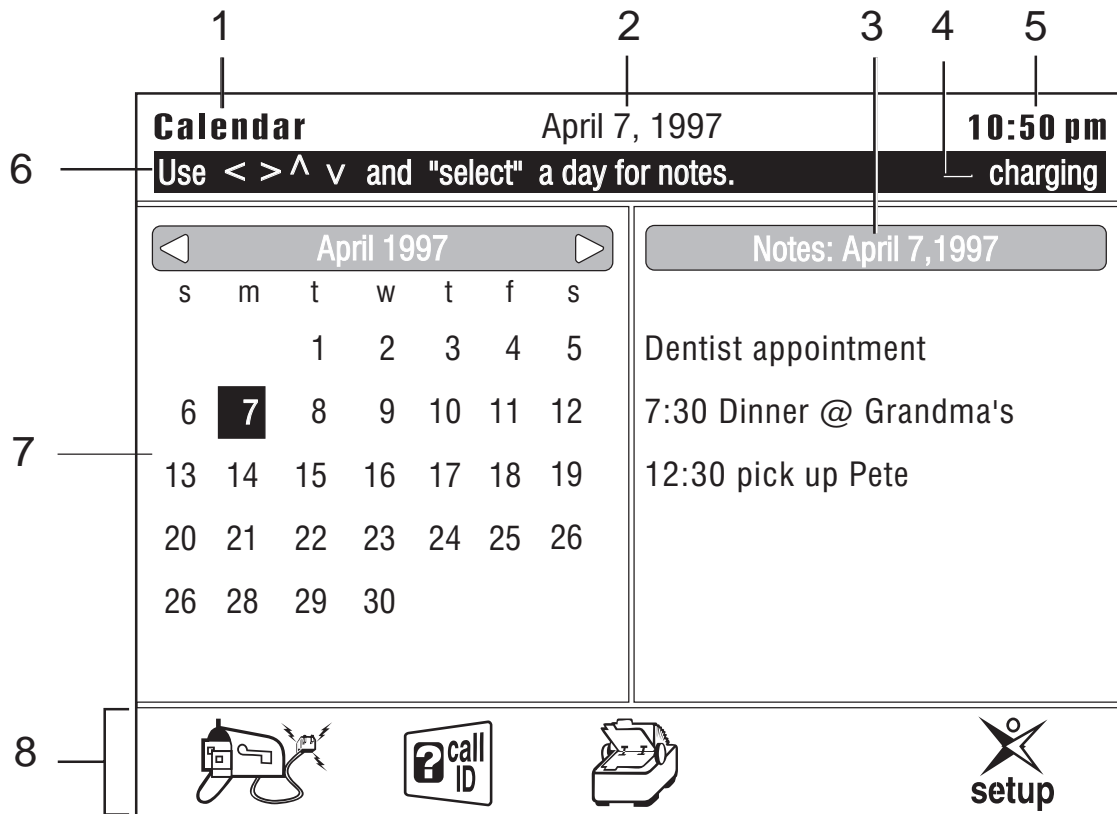 1 2 3 4 5
Calendar April 7, 1997 10:50 pm
6 Use < > ^ v and "select" a day for notes. charging
April 1997 Notes: April 7,1997
s m t w t f s
1 2 3 4 5 Dentist appointment
6 7 8 9 10 11 12 7:30 Dinner @ Grandma's
7
13 14 15 16 17 18 19 12:30 pick up Pete
20 21 22 23 24 25 26
26 28 29 30
8 ? call ID
setup